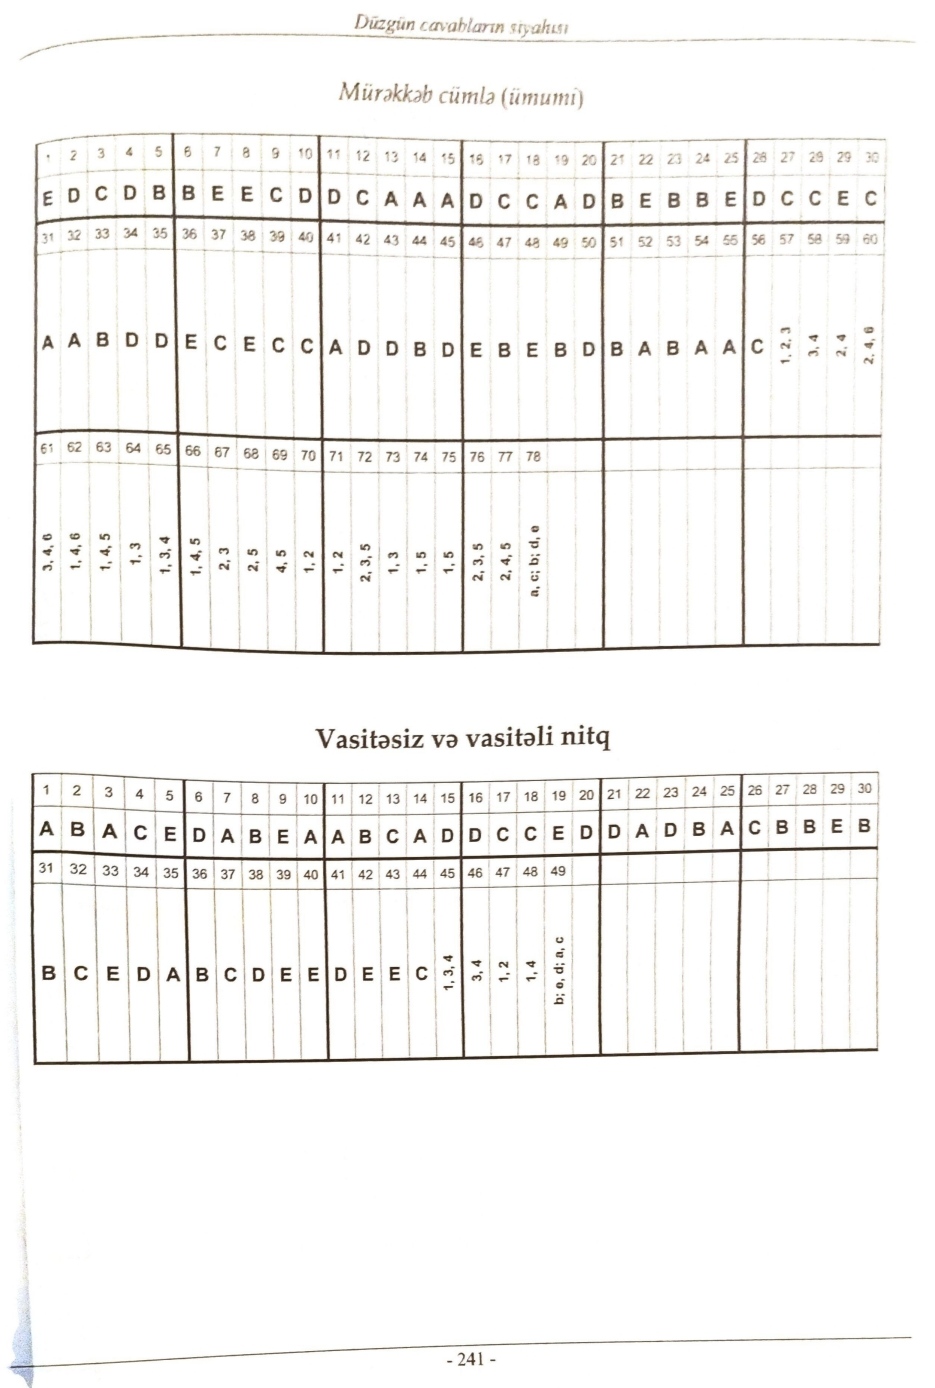 Düzgün cavabların siyahısı
Mürəkkəb cümlə (ümumi)
1 2 3 4 5 6 7 8 9 10 11 12 13 14 15 16 17 18 19 20 21 22 23 24 25 26 27 28 29 30
E D C D B B E E C D D C A A A D C C A D B E B B E D C C E C
31 32 33 34 35 36 37 38 39 40 41 42 43 44 45 46 47 48 49 50 51 52 53 54 55 56 57 58 59 60
A A B D D E C E C C A D D B D E B E B D B A B A A C 1, 2, 3 3, 4 2, 4 2, 4, 6
61 62 63 64 65 66 67 68 69 70 71 72 73 74 75 76 77 78
3, 4, 6 1, 4, 6 1, 4, 5 1, 3 1, 3, 4 1, 4, 5 2, 3 2, 5 4, 5 1, 2 1, 2 2, 3, 5 1, 3 1, 5 1, 5 2, 3, 5 2, 4, 5 a, c; b; d, e
Vasitəsiz və vasitəli nitq
1 2 3 4 5 6 7 8 9 10 11 12 13 14 15 16 17 18 19 20 21 22 23 24 25 26 27 28 29 30
A B A C E D A B E A A B C A D D C C E D D A D B A C B B E B
31 32 33 34 35 36 37 38 39 40 41 42 43 44 45 46 47 48 49
B C E D A B C D E E D E E C 1, 3, 4 3, 4 1, 2 1, 4 b; e, d; a, c
- 241 -